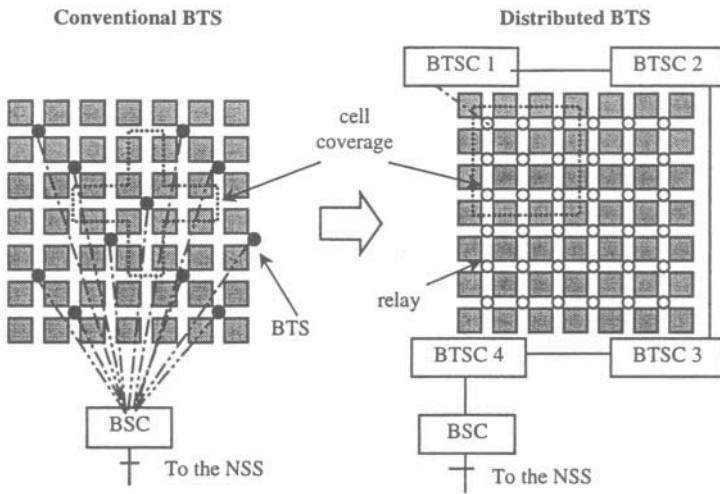 Conventional BTS
Distributed BTS
BTSC 1
BTSC 2
cell
coverage
relay
BTS
BTSC 4
BTSC 3
BSC
BSC
To the NSS
To the NSS